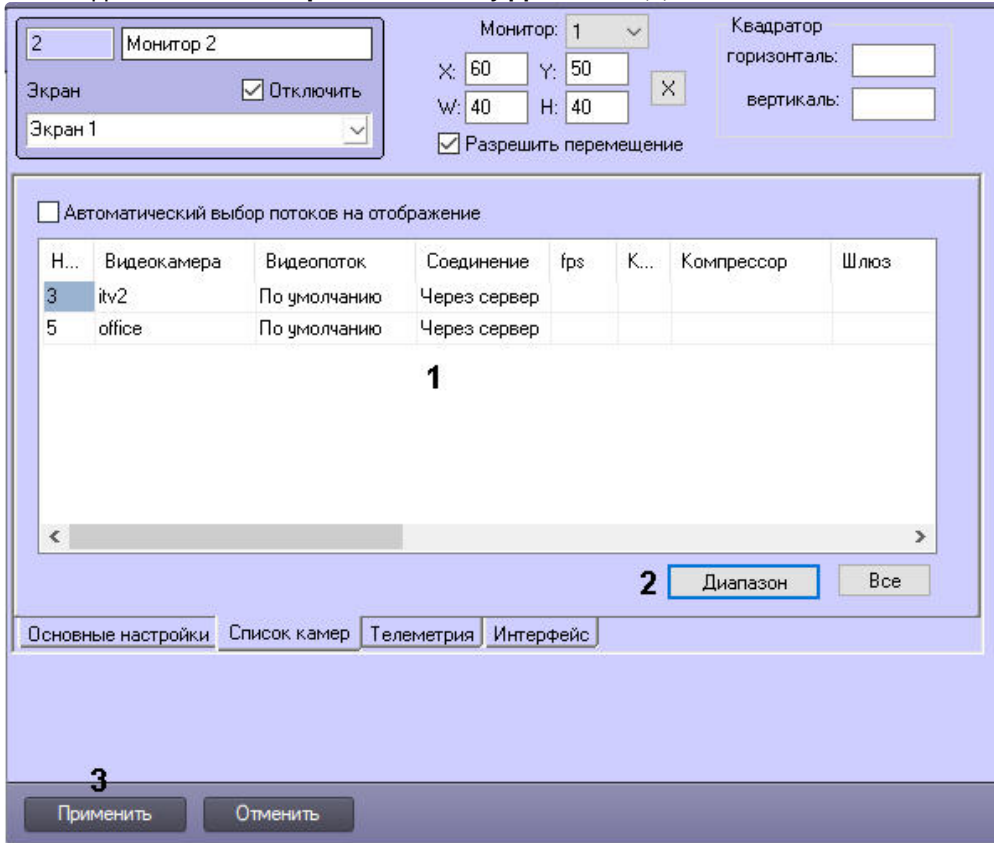 2 Монитор 2
Экран Отключить
Экран 1
Монитор: 1
X: 60 Y: 50
W: 40 H: 40
X
Разрешить перемещение
Квадратор
горизонталь:
вертикаль:
Автоматический выбор потоков на отображение
Н... Видеокамера Видеопоток Соединение fps К... Компрессор Шлюз
3 itv2 По умолчанию Через сервер
5 office По умолчанию Через сервер
1
2 Диапазон Все
Основные настройки Список камер Телеметрия Интерфейс
3
Применить Отменить